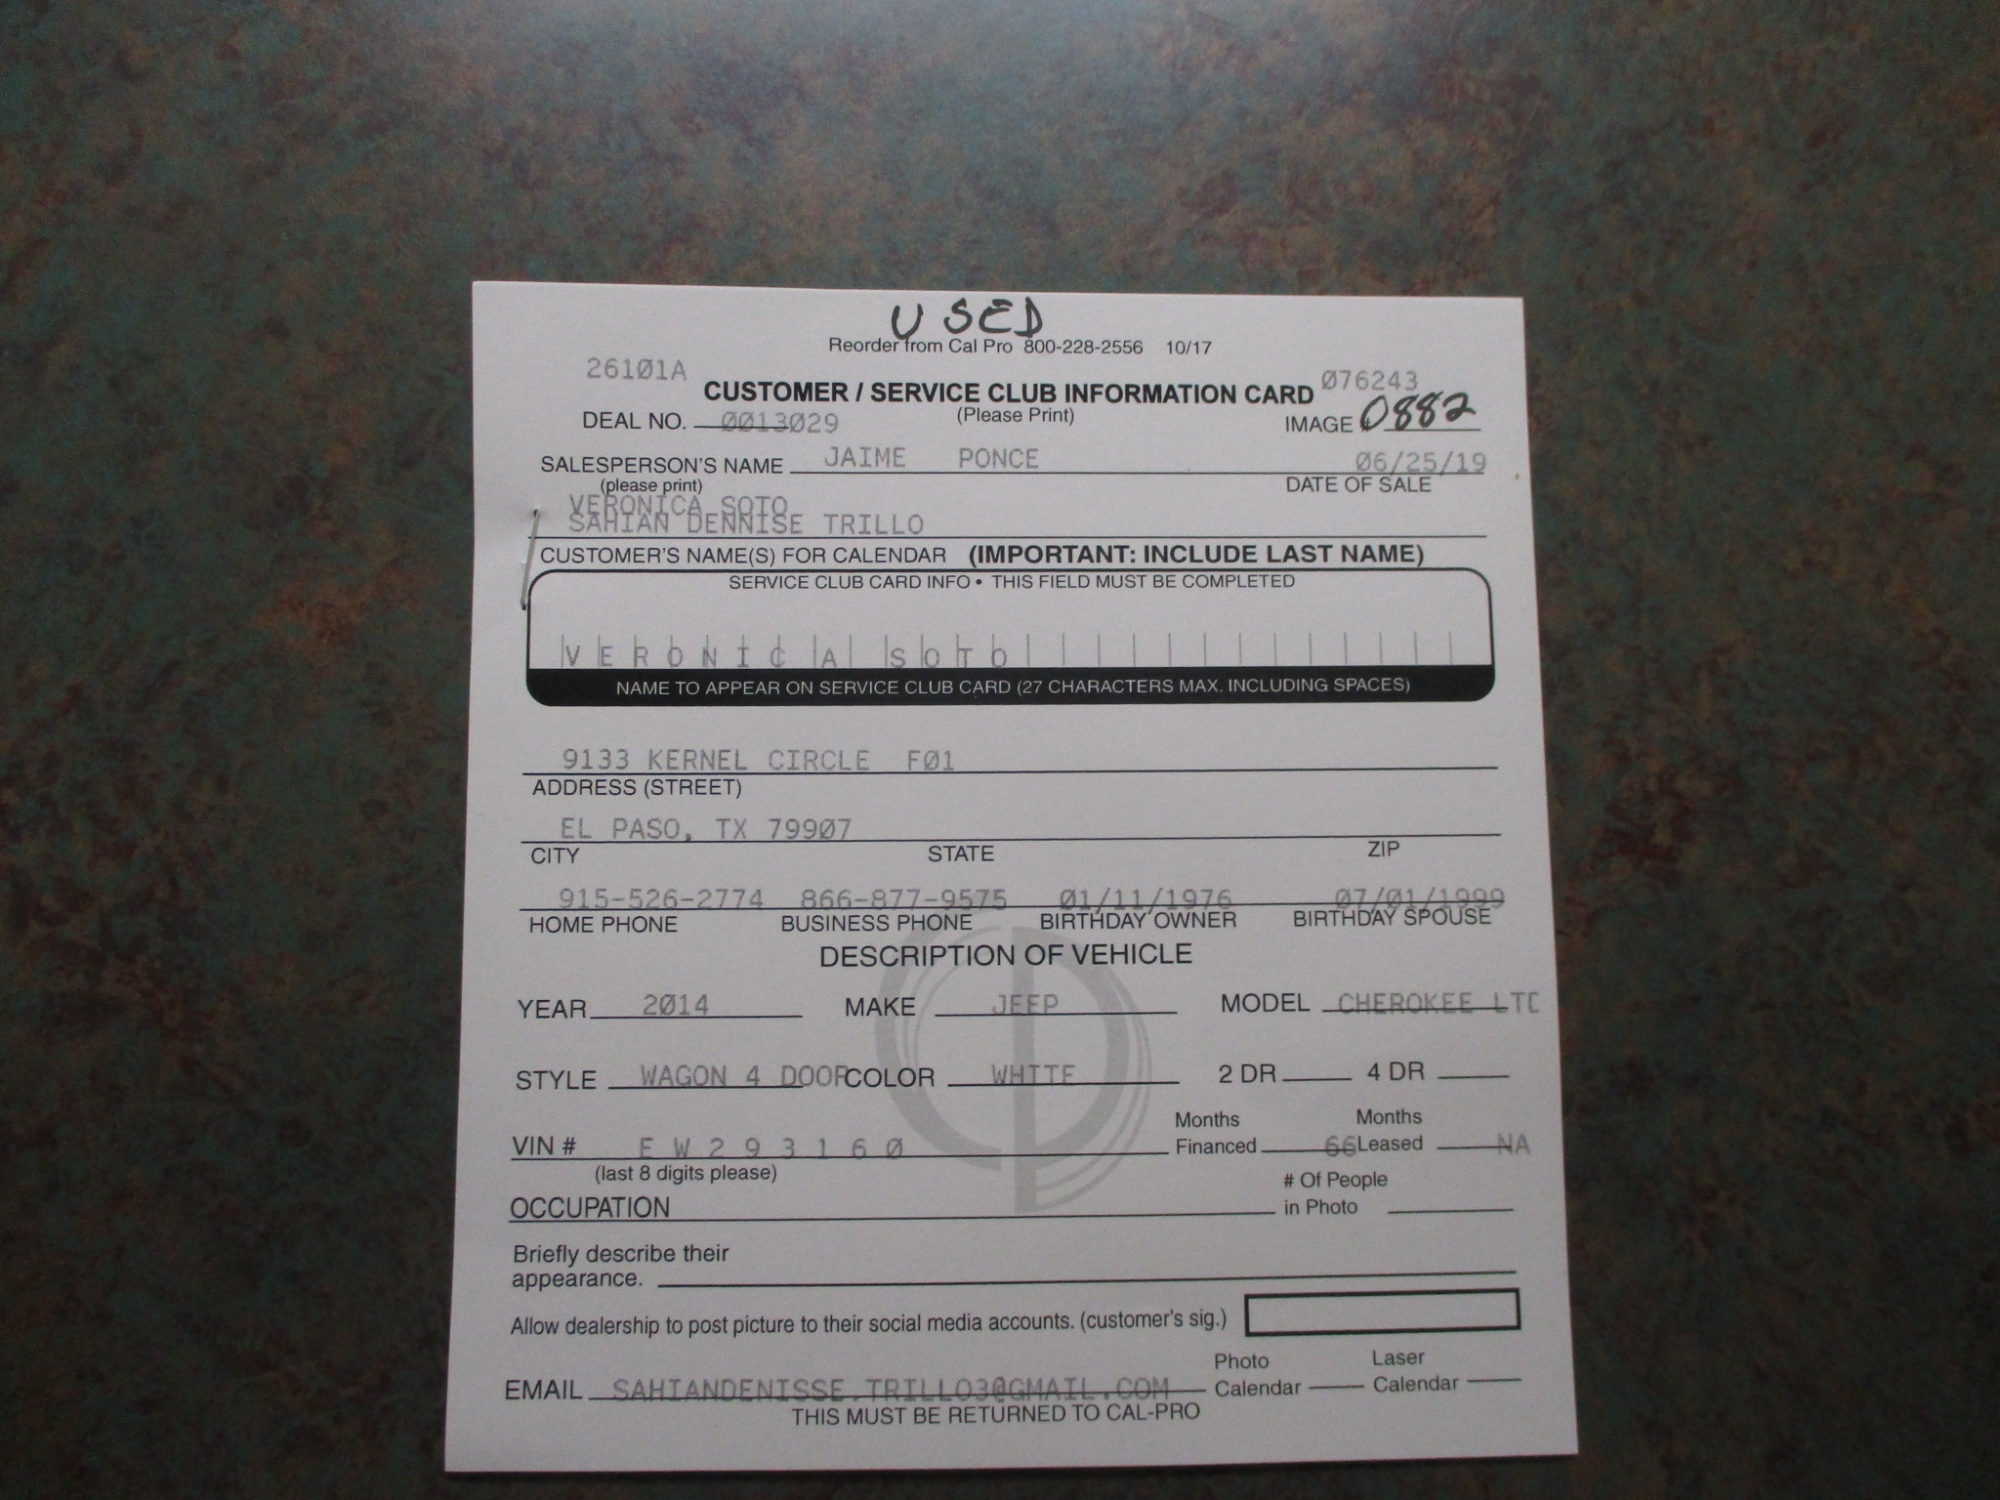 USED
Reorder from Cal Pro 800-228-2556 10/17
26101A
CUSTOMER / SERVICE CLUB INFORMATION CARD 076243
DEAL NO. 0013029 (Please Print) IMAGE # 0882
SALESPERSON'S NAME JAIME PONCE 06/25/19
(please print) DATE OF SALE
VERONICA SOTO
SAHIAN DENNISE TRILLO
CUSTOMER'S NAME(S) FOR CALENDAR (IMPORTANT: INCLUDE LAST NAME)
SERVICE CLUB CARD INFO • THIS FIELD MUST BE COMPLETED
VERONICA SOTO
NAME TO APPEAR ON SERVICE CLUB CARD (27 CHARACTERS MAX. INCLUDING SPACES)
9133 KERNEL CIRCLE F01
ADDRESS (STREET)
EL PASO, TX 79907
CITY STATE ZIP
915-526-2774 866-877-9575 01/11/1976 07/01/1999
HOME PHONE BUSINESS PHONE BIRTHDAY OWNER BIRTHDAY SPOUSE
DESCRIPTION OF VEHICLE
YEAR 2014 MAKE JEEP MODEL CHEROKEE LTD
STYLE WAGON 4 DOOR COLOR WHITE 2 DR 4 DR
Months Months
VIN # EW293160 Financed 66 Leased NA
(last 8 digits please)
# Of People
OCCUPATION in Photo
Briefly describe their
appearance.
Allow dealership to post picture to their social media accounts. (customer's sig.)
Photo Laser
EMAIL SAHIANDENISSE.TRILLO3@GMAIL.COM Calendar Calendar
THIS MUST BE RETURNED TO CAL-PRO